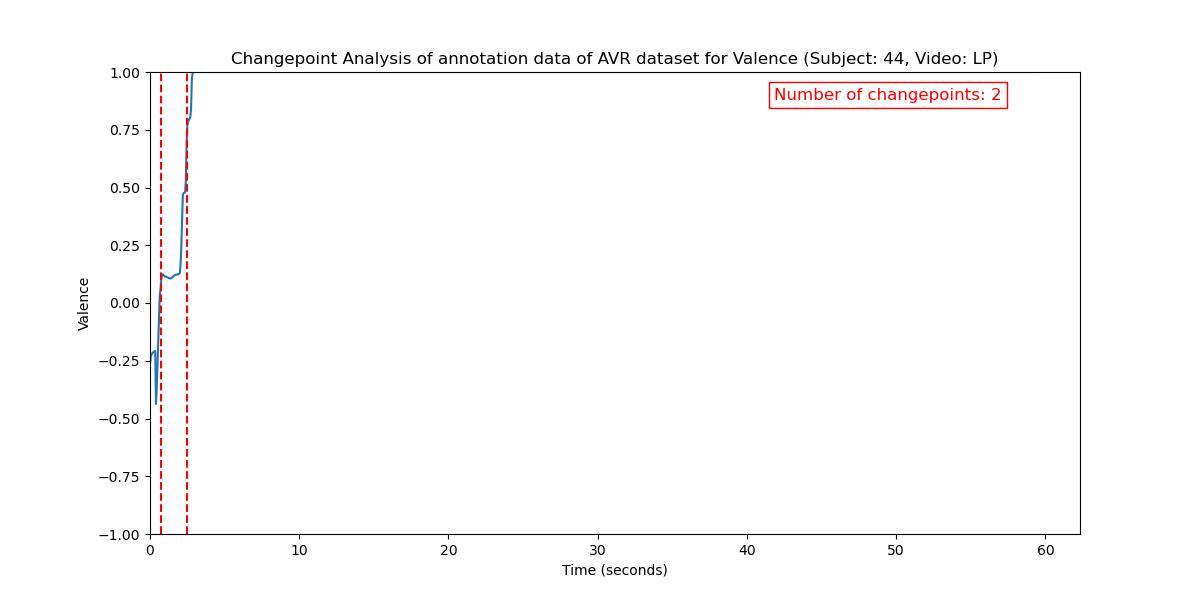 Changepoint Analysis of annotation data of AVR dataset for Valence (Subject: 44, Video: LP)
Number of changepoints: 2
1.00
0.75
0.50
0.25
0.00
−0.25
−0.50
−0.75
−1.00
Valence
0 10 20 30 40 50 60
Time (seconds)